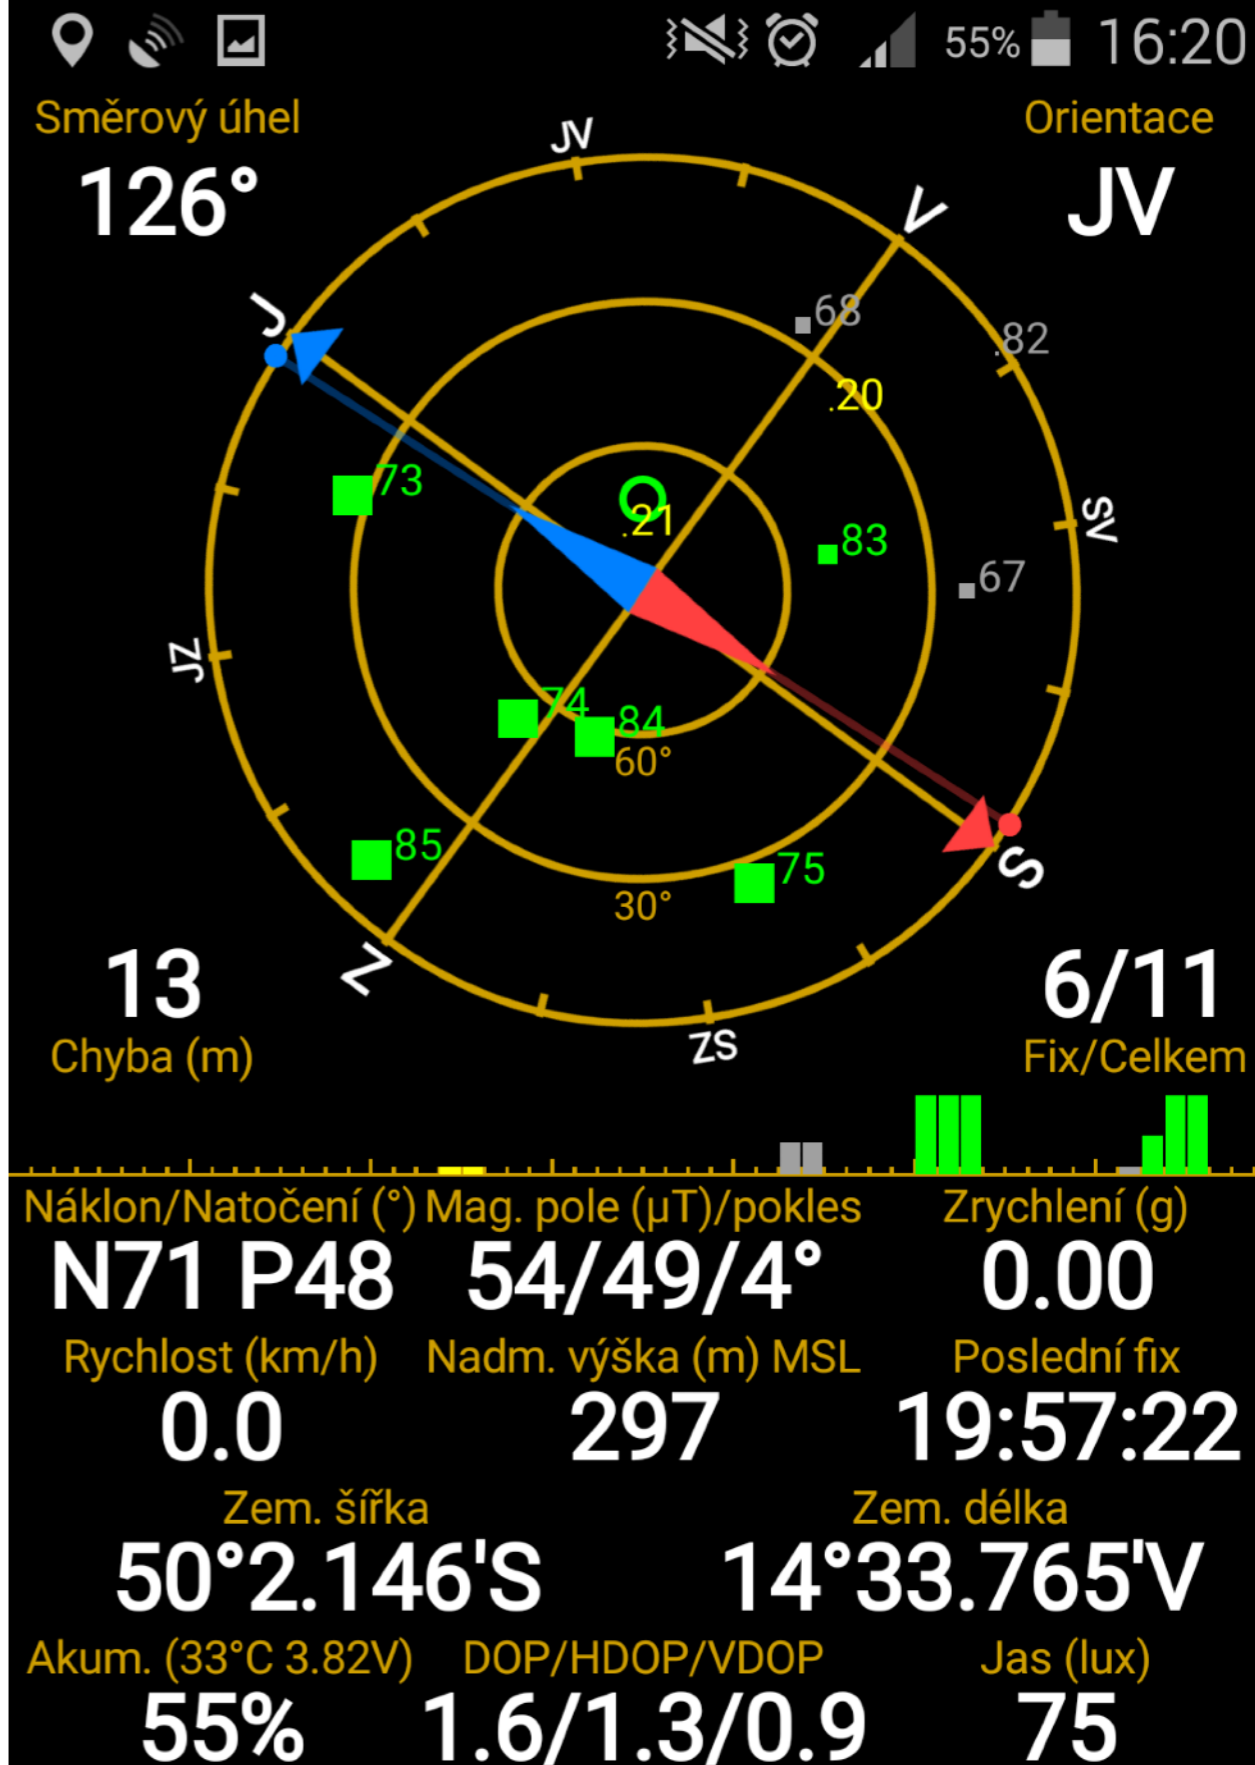 55% 16:20
Směrový úhel
Orientace
126°
JV
JV
V
J
68
.82
.20
73
SV
.21
83
67
JZ
74
84
60°
85
75
S
30°
Z
SZ
13
6/11
Chyba (m)
Fix/Celkem
Náklon/Natočení (°) Mag. pole (µT)/pokles Zrychlení (g)
N71 P48 54/49/4° 0.00
Rychlost (km/h) Nadm. výška (m) MSL Poslední fix
0.0 297 19:57:22
Zem. šířka Zem. délka
50°2.146'S 14°33.765'V
Akum. (33°C 3.82V) DOP/HDOP/VDOP Jas (lux)
55% 1.6/1.3/0.9 75